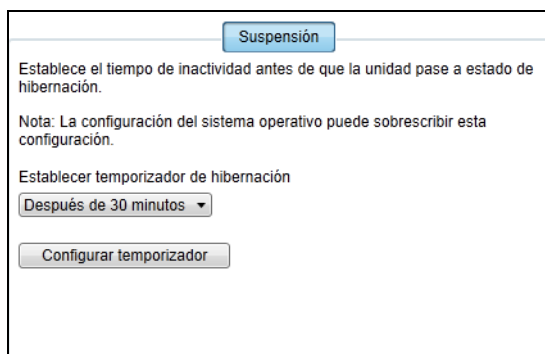 Suspensión
Establece el tiempo de inactividad antes de que la unidad pase a estado de
hibernación.
Nota: La configuración del sistema operativo puede sobrescribir esta
configuración.
Establecer temporizador de hibernación
Después de 30 minutos
Configurar temporizador